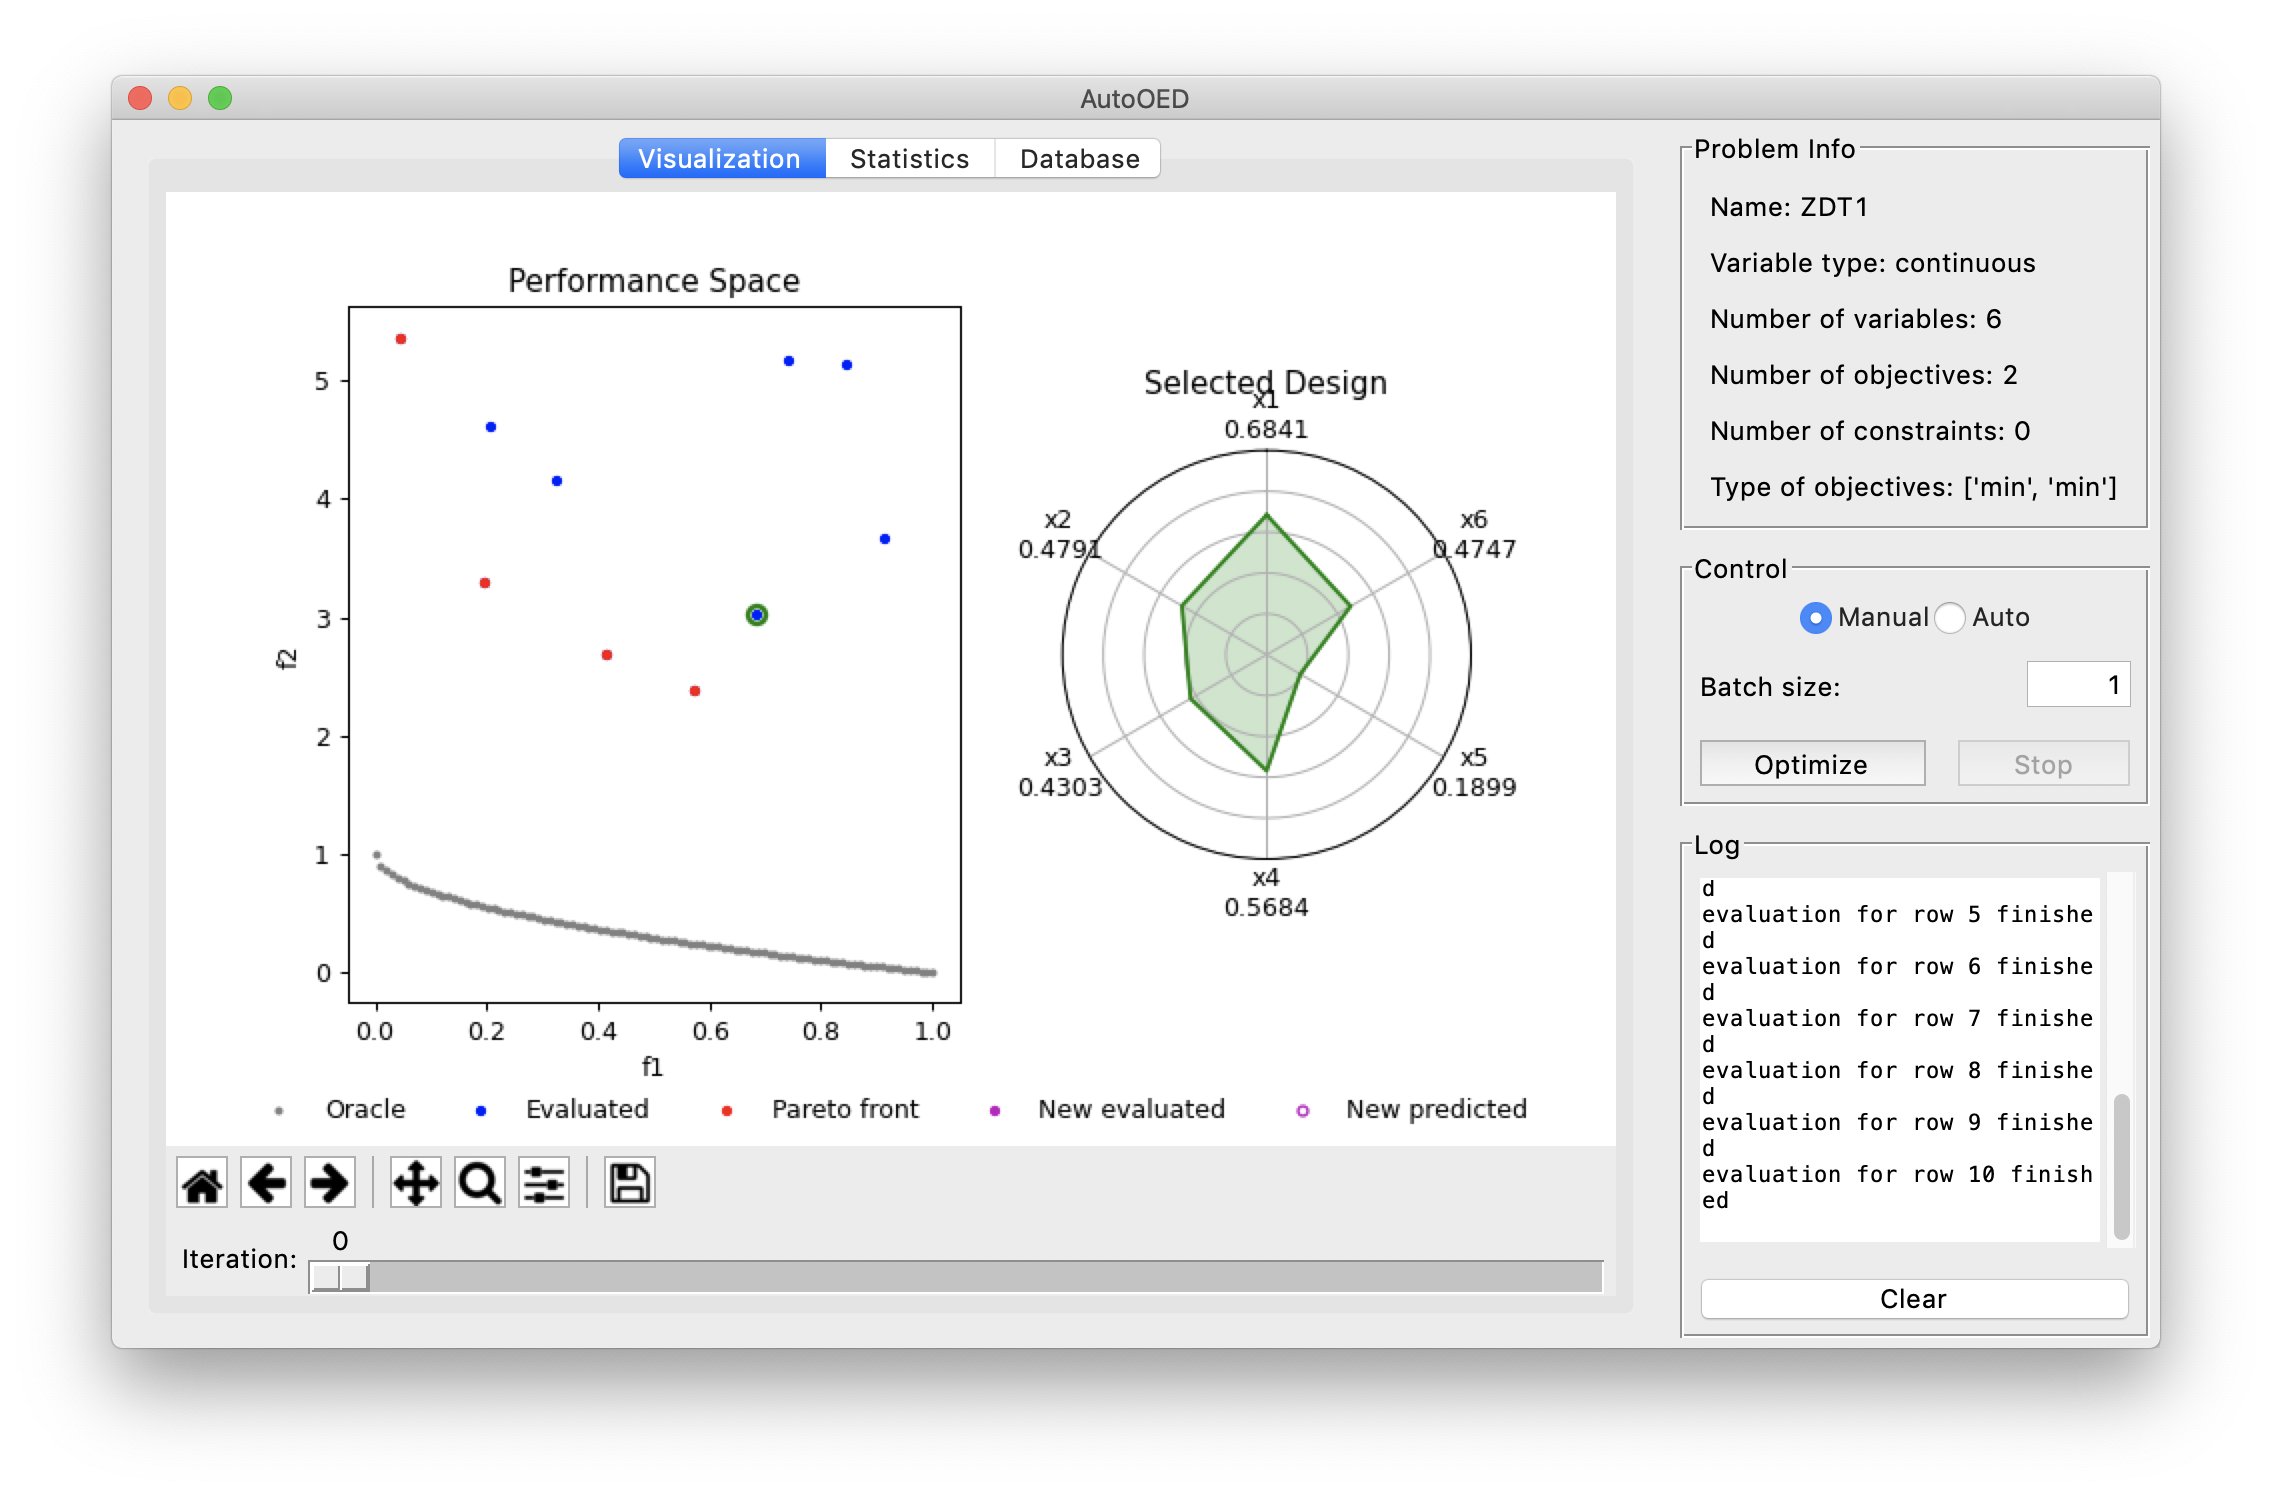 AutoOED
Visualization Statistics Database
Performance Space
5
4
3
2
1
0
f2
0.0 0.2 0.4 0.6 0.8 1.0
f1
Selected Design
x1
0.6841
x2
0.4791
x6
0.4747
x3
0.4303
x5
0.1899
x4
0.5684
Oracle Evaluated Pareto front New evaluated New predicted
Iteration:
0
Problem Info
Name: ZDT1
Variable type: continuous
Number of variables: 6
Number of objectives: 2
Number of constraints: 0
Type of objectives: ['min', 'min']
Control
Manual Auto
Batch size: 1
Optimize Stop
Log
d
evaluation for row 5 finishe
d
evaluation for row 6 finishe
d
evaluation for row 7 finishe
d
evaluation for row 8 finishe
d
evaluation for row 9 finishe
d
evaluation for row 10 finish
ed
Clear